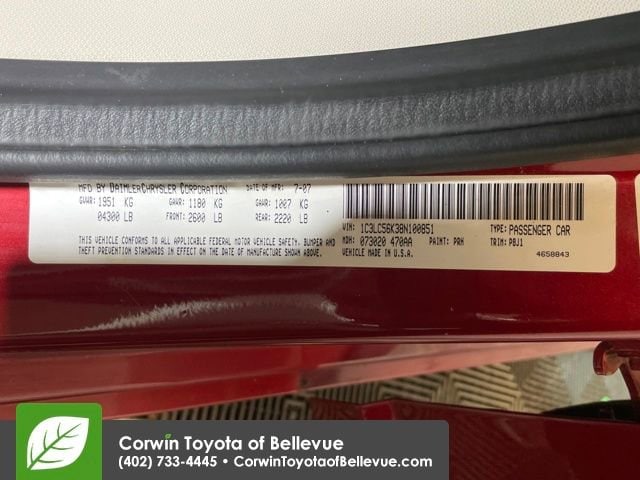 MFD BY DAIMLERCHRYSLER CORPORATION DATE OF MFR: 7-07
GVWR: 1951 KG GAWR: 1180 KG GAWR: 1007 KG
04300 LB FRONT: 2600 LB REAR: 2220 LB
THIS VEHICLE CONFORMS TO ALL APPLICABLE FEDERAL MOTOR VEHICLE SAFETY, BUMPER AND
THEFT PREVENTION STANDARDS IN EFFECT ON THE DATE OF MANUFACTURE SHOWN ABOVE.
VIN: 1C3LC56K38N100851 TYPE: PASSENGER CAR
MDH: 073020 470AA PAINT: PRH TRIM: PBJ1
VEHICLE MADE IN U.S.A. 4658843
Corwin Toyota of Bellevue
(402) 733-4445 • CorwinToyotaofBellevue.com